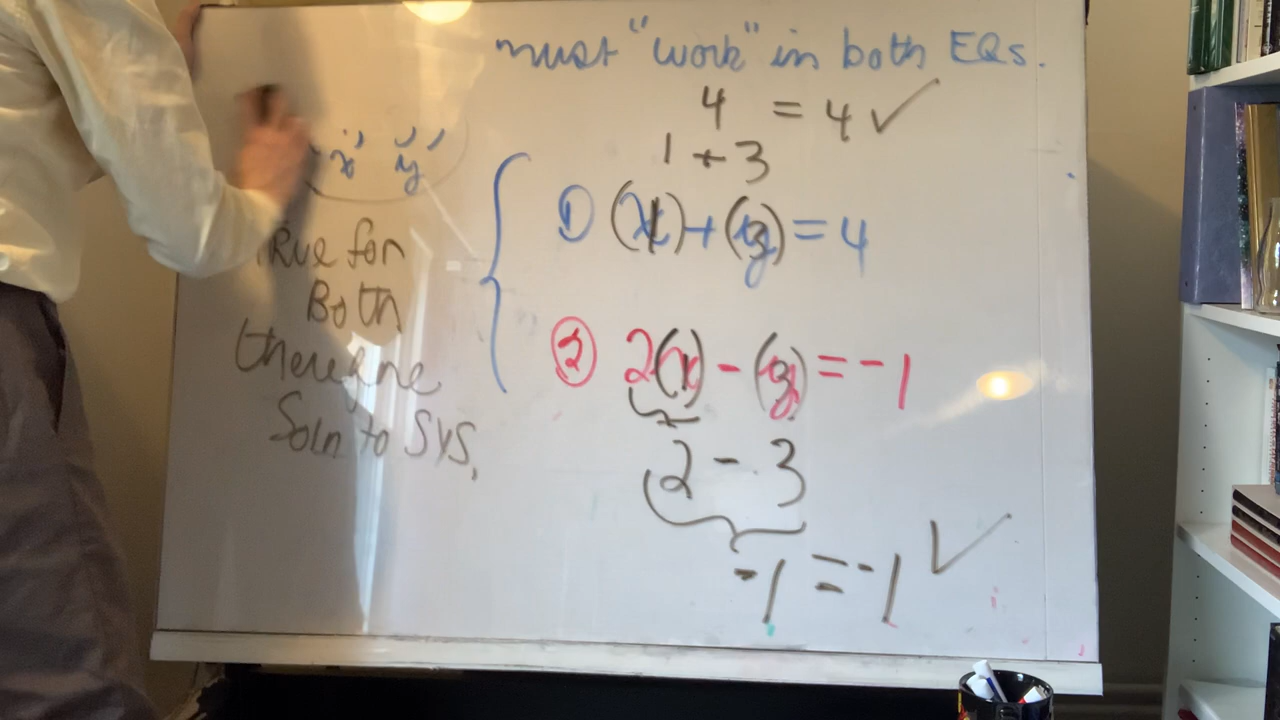 must "work" in both EQs.
4 = 4 ✓
1 + 3
x' y'
① (x) + (y) = 4
Rue for
Both
therefore
Soln to SYS,
② 2(x) - (y) = -1
2 - 3
-1 = -1 ✓